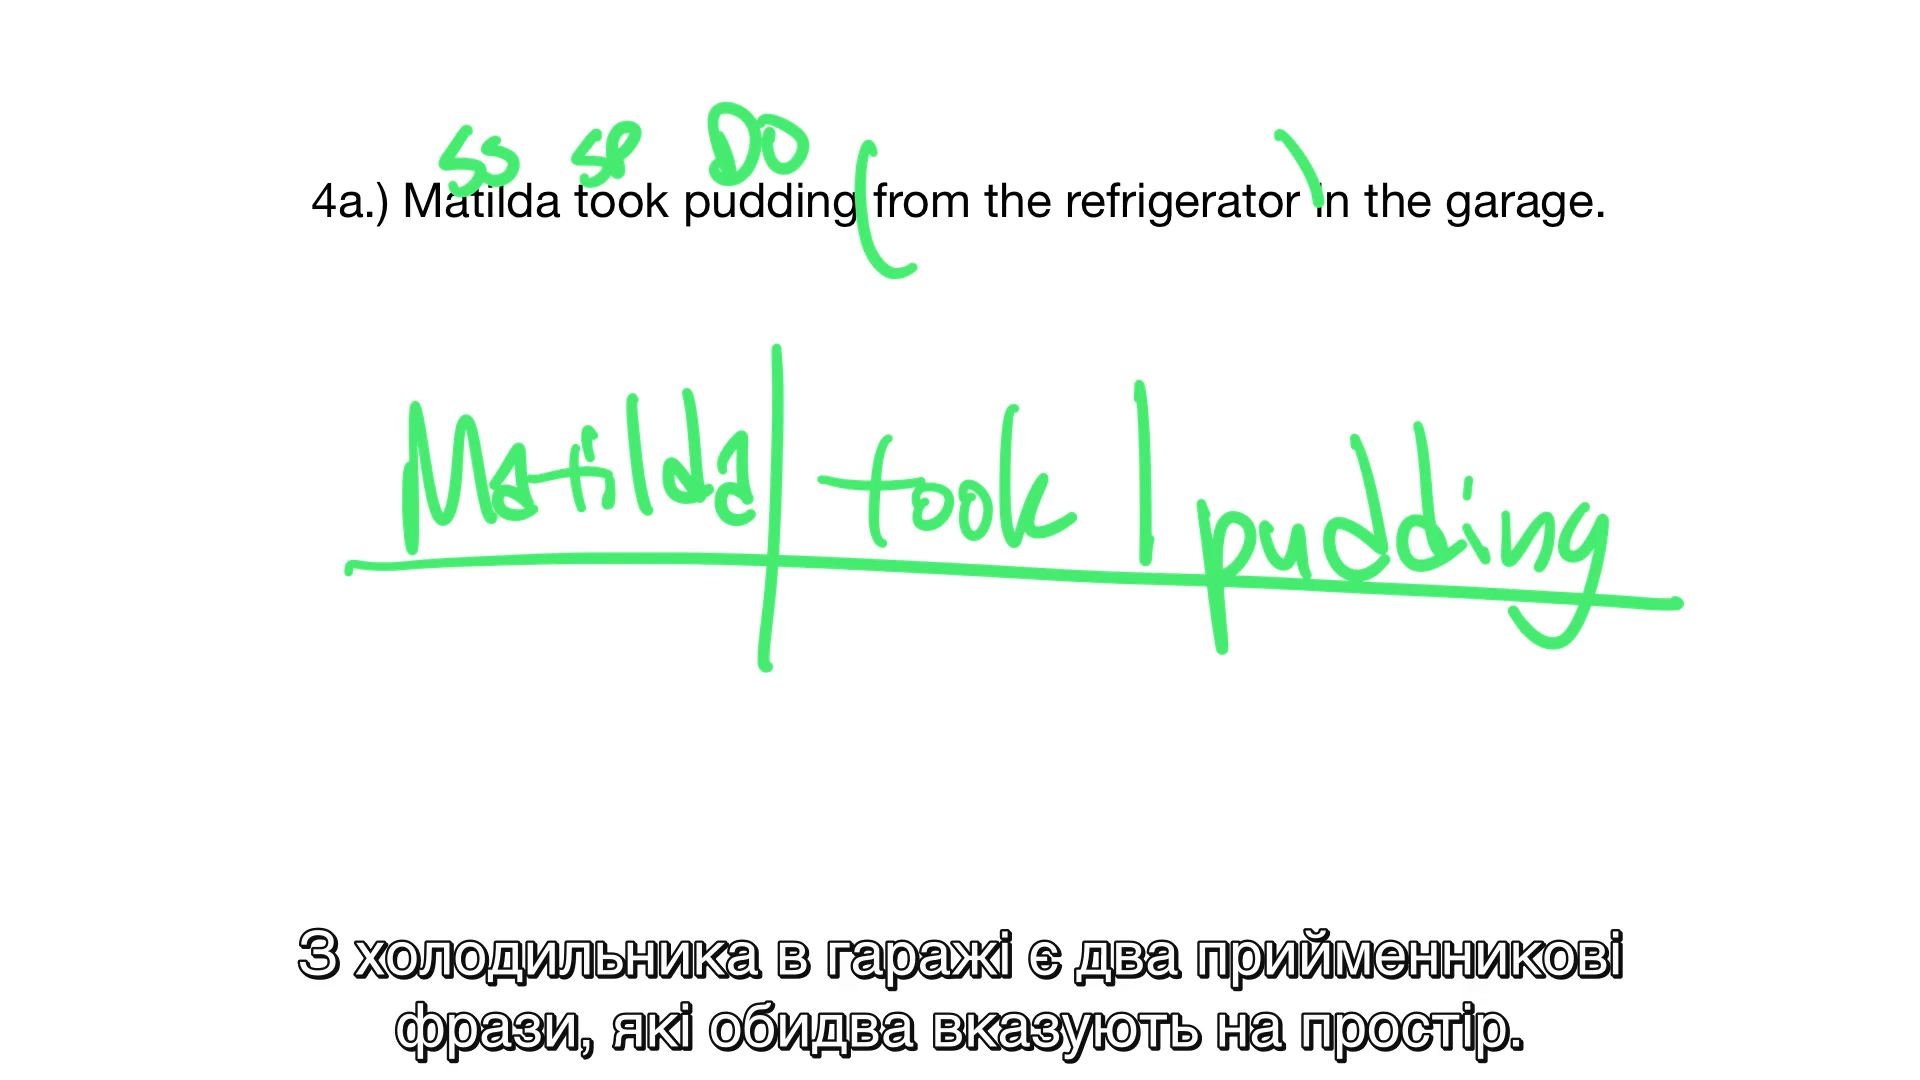 SS SP DO
4a.) Matilda took pudding (from the refrigerator) in the garage.
Matilda | took | pudding
З холодильника в гаражі є два прийменникові
фрази, які обидва вказують на простір.